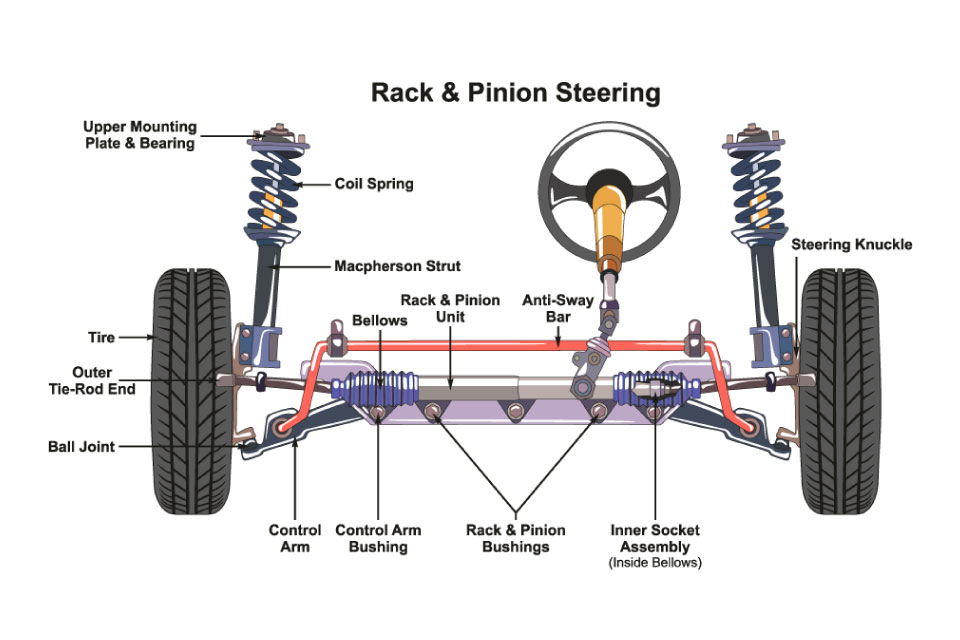 Rack & Pinion Steering
Upper Mounting
Plate & Bearing
Coil Spring
Macpherson Strut
Steering Knuckle
Rack & Pinion
Unit
Anti-Sway
Bar
Bellows
Tire
Outer
Tie-Rod End
Ball Joint
Control
Arm
Control Arm
Bushing
Rack & Pinion
Bushings
Inner Socket
Assembly
(Inside Bellows)